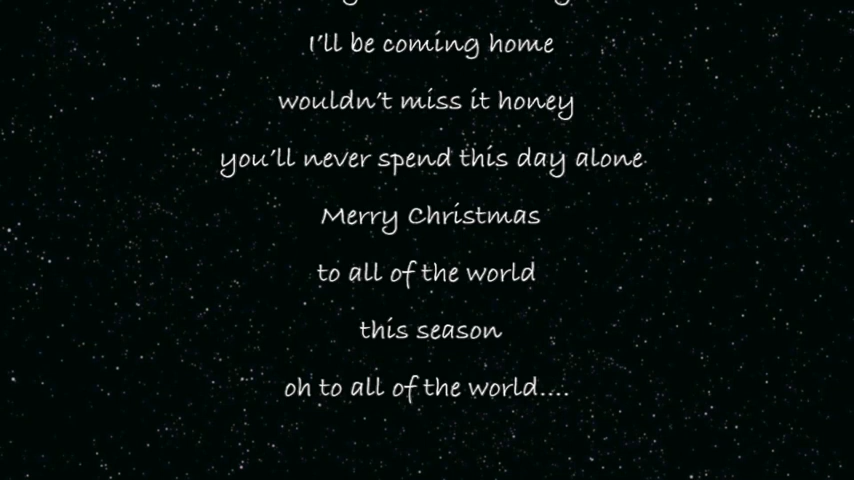 I'll be coming home
wouldn't miss it honey
you'll never spend this day alone
Merry Christmas
to all of the world
this season
oh to all of the world....